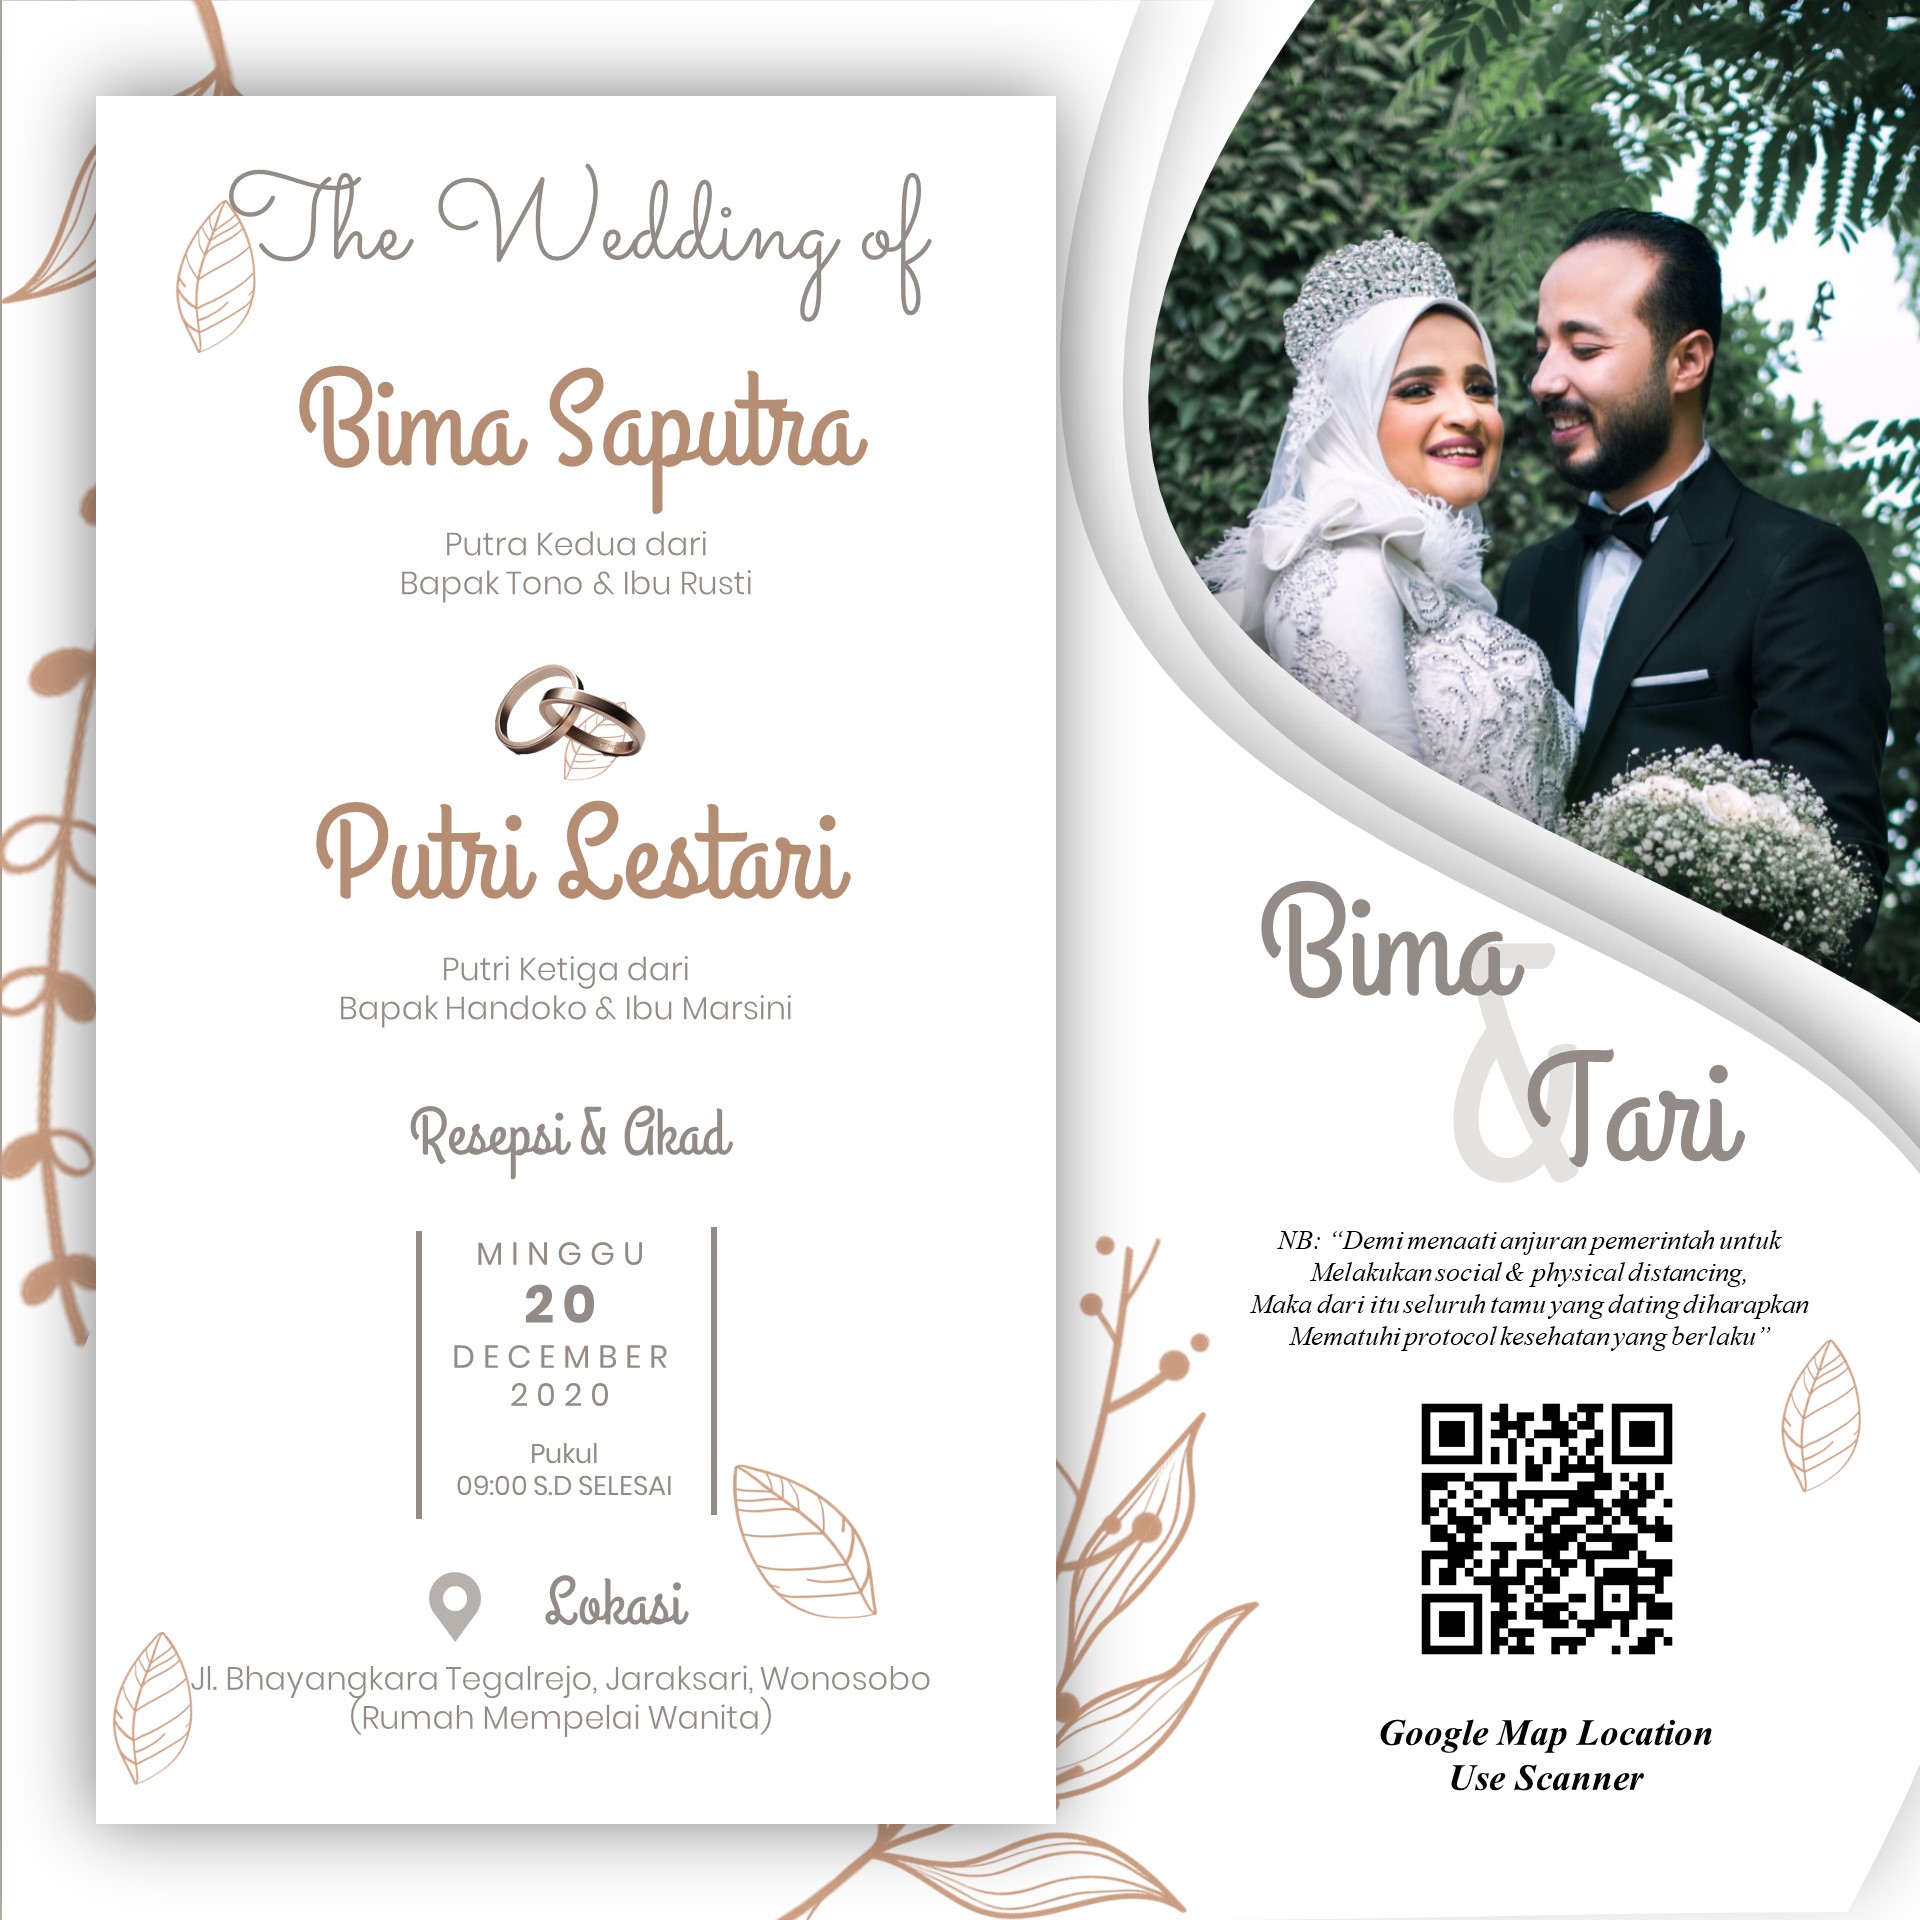 The Wedding of
Bima Saputra
Putra Kedua dari
Bapak Tono & Ibu Rusti
Putri Lestari
Putri Ketiga dari
Bapak Handoko & Ibu Marsini
Resepsi & Akad
MINGGU
20
DECEMBER
2020
Pukul
09:00 S.D SELESAI
Lokasi
Jl. Bhayangkara Tegalrejo, Jaraksari, Wonosobo
(Rumah Mempelai Wanita)
Bima
&
Tari
NB: “Demi menaati anjuran pemerintah untuk
Melakukan social & physical distancing,
Maka dari itu seluruh tamu yang dating diharapkan
Mematuhi protocol kesehatan yang berlaku”
Google Map Location
Use Scanner